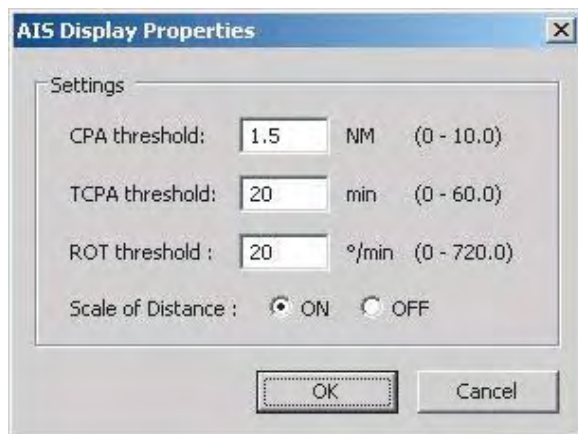 AIS Display Properties
Settings
CPA threshold: 1.5 NM (0 - 10.0)
TCPA threshold: 20 min (0 - 60.0)
ROT threshold : 20 °/min (0 - 720.0)
Scale of Distance : ON OFF
OK Cancel